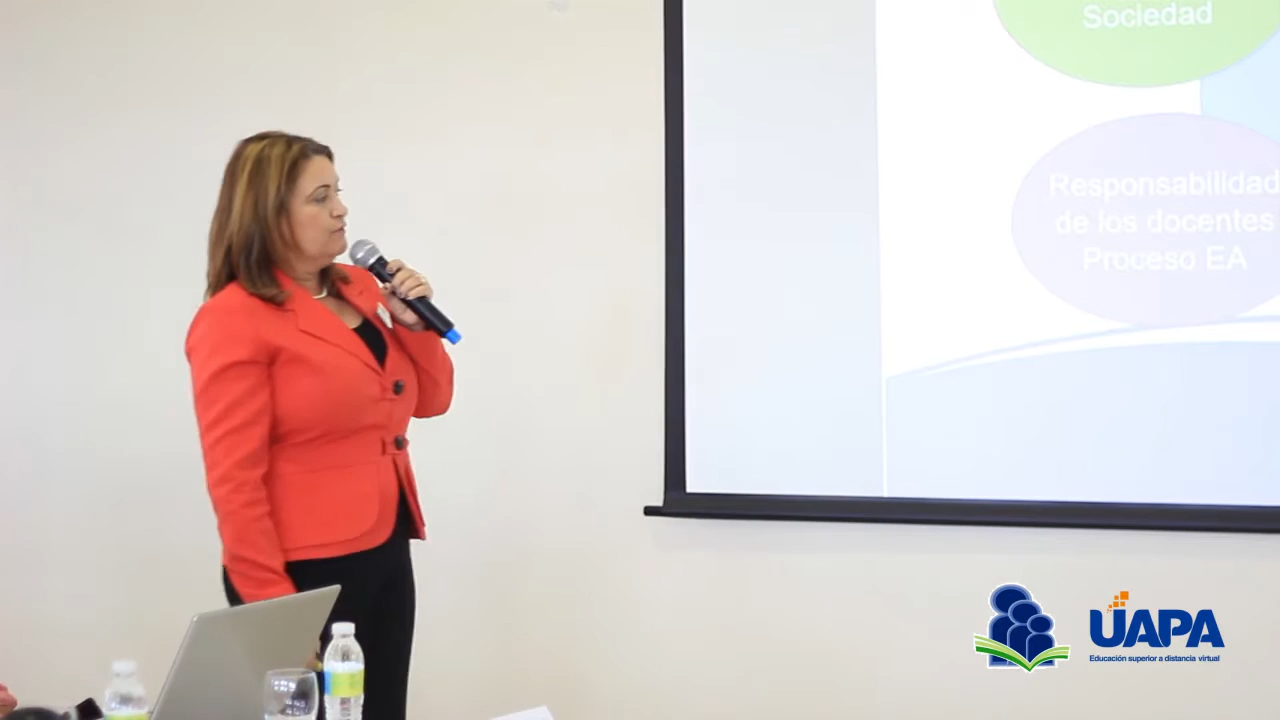 Sociedad
Responsabilidad
de los docentes
Proceso EA
UAPA
Educación superior a distancia virtual